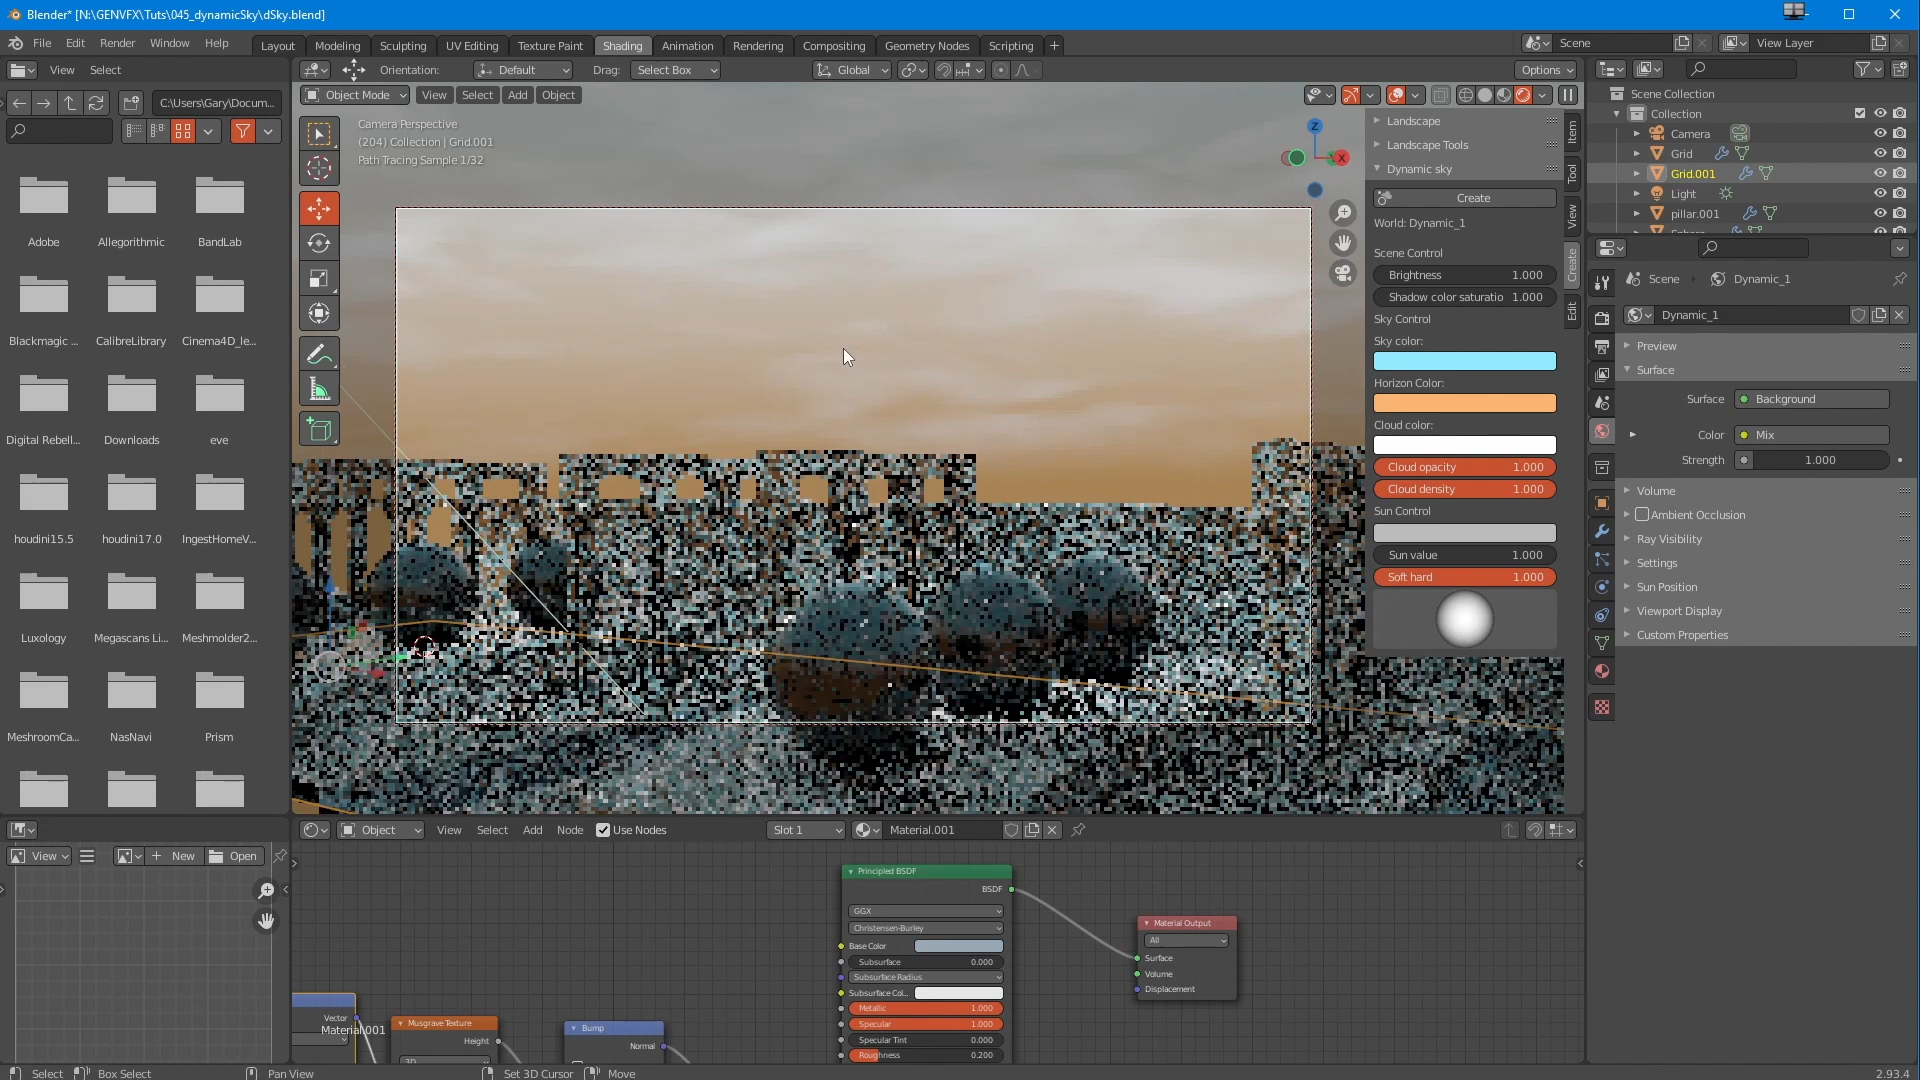 Blender* [N:\GENVFX\Tuts\045_dynamicSky\dSky.blend]
File Edit Render Window Help
Layout Modeling Sculpting UV Editing Texture Paint Shading Animation Rendering Compositing Geometry Nodes Scripting +
Scene
View Layer
View Select
Orientation: Default Drag: Select Box
Global
Options
C:\Users\Gary\Docum...
Object Mode View Select Add Object
Camera Perspective
(204) Collection | Grid.001
Path Tracing Sample 1/32
Z
X
Adobe Allegorithmic BandLab
Blackmagic ... CalibreLibrary Cinema4D_le...
Digital Rebell... Downloads eve
houdini15.5 houdini17.0 IngestHomeV...
Luxology Megascans Li... Meshmolder2...
MeshroomCa... NasNavi Prism
Landscape
Landscape Tools
Dynamic sky
Create
World: Dynamic_1
Scene Control
Brightness 1.000
Shadow color saturatio 1.000
Sky Control
Sky color:
Horizon Color:
Cloud color:
Cloud opacity 1.000
Cloud density 1.000
Sun Control
Sun value 1.000
Soft hard 1.000
Item
Tool
View
Create
Edit
Scene Collection
Collection
Camera
Grid
Grid.001
Light
pillar.001
Scene Dynamic_1
Dynamic_1
Preview
Surface
Surface Background
Color Mix
Strength 1.000
Volume
Ambient Occlusion
Ray Visibility
Settings
Sun Position
Viewport Display
Custom Properties
View + New Open
Object View Select Add Node Use Nodes Slot 1 Material.001
Principled BSDF
BSDF
GGX
Christensen-Burley
Base Color
Subsurface 0.000
Subsurface Radius
Subsurface Col...
Metallic 1.000
Specular 1.000
Specular Tint 0.000
Roughness 0.200
Material Output
All
Surface
Volume
Displacement
Vector
Material.001
Musgrave Texture
Height
3D
Bump
Normal
Select Box Select Pan View Set 3D Cursor Move
2.93.4